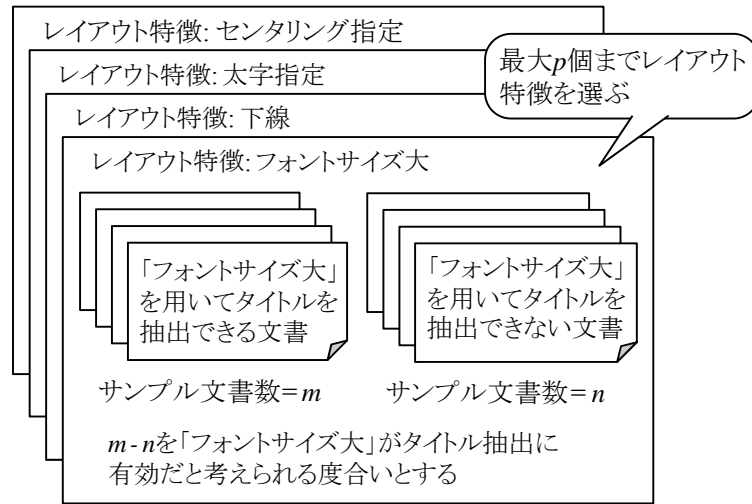 レイアウト特徴: センタリング指定
最大p個までレイアウト
特徴を選ぶ
レイアウト特徴: 太字指定
レイアウト特徴: 下線
レイアウト特徴: フォントサイズ大
「フォントサイズ大」
を用いてタイトルを
抽出できる文書
「フォントサイズ大」
を用いてタイトルを
抽出できない文書
サンプル文書数=m
サンプル文書数=n
m-nを「フォントサイズ大」がタイトル抽出に
有効だと考えられる度合いとする